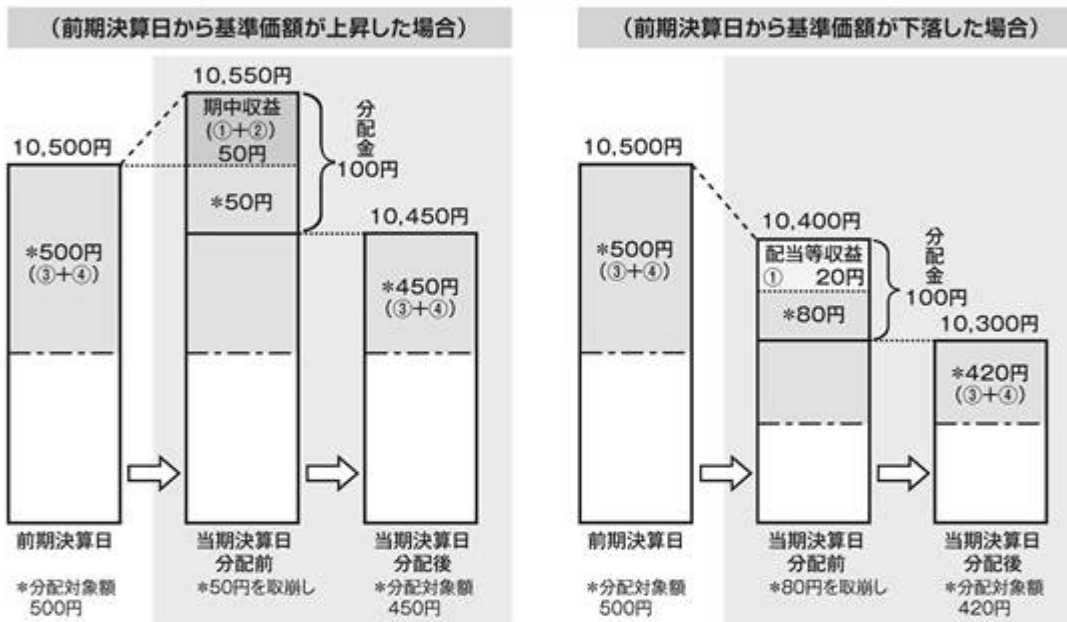 (前期決算日から基準価額が上昇した場合)
10,550円
期中収益
(①+②)
50円
*50円
分配金
100円
10,500円
*500円
(③+④)
10,450円
*450円
(③+④)
前期決算日
*分配対象額
500円
当期決算日
分配前
*50円を取崩し
当期決算日
分配後
*分配対象額
450円
(前期決算日から基準価額が下落した場合)
10,500円
*500円
(③+④)
10,400円
配当等収益
① 20円
*80円
分配金
100円
10,300円
*420円
(③+④)
前期決算日
*分配対象額
500円
当期決算日
分配前
*80円を取崩し
当期決算日
分配後
*分配対象額
420円